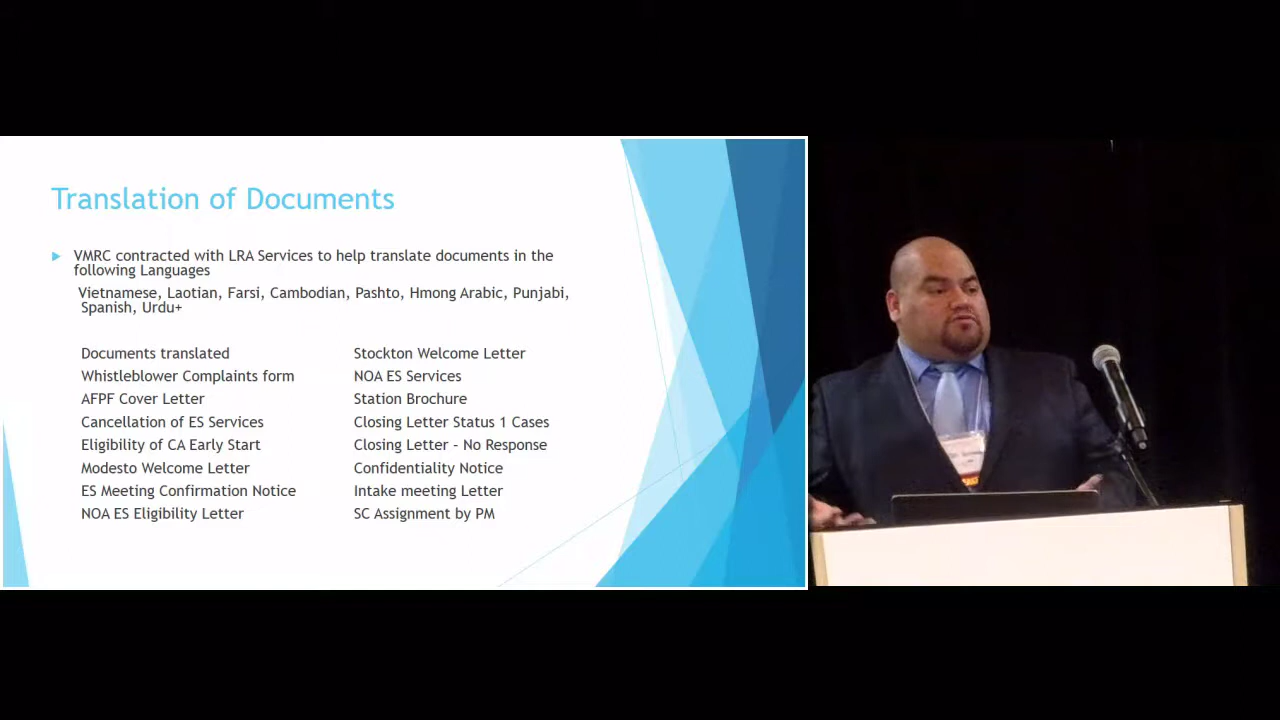 Translation of Documents
VMRC contracted with LRA Services to help translate documents in the
following Languages
Vietnamese, Laotian, Farsi, Cambodian, Pashto, Hmong Arabic, Punjabi,
Spanish, Urdu+
Documents translated
Whistleblower Complaints form
AFPF Cover Letter
Cancellation of ES Services
Eligibility of CA Early Start
Modesto Welcome Letter
ES Meeting Confirmation Notice
NOA ES Eligibility Letter
Stockton Welcome Letter
NOA ES Services
Station Brochure
Closing Letter Status 1 Cases
Closing Letter – No Response
Confidentiality Notice
Intake meeting Letter
SC Assignment by PM